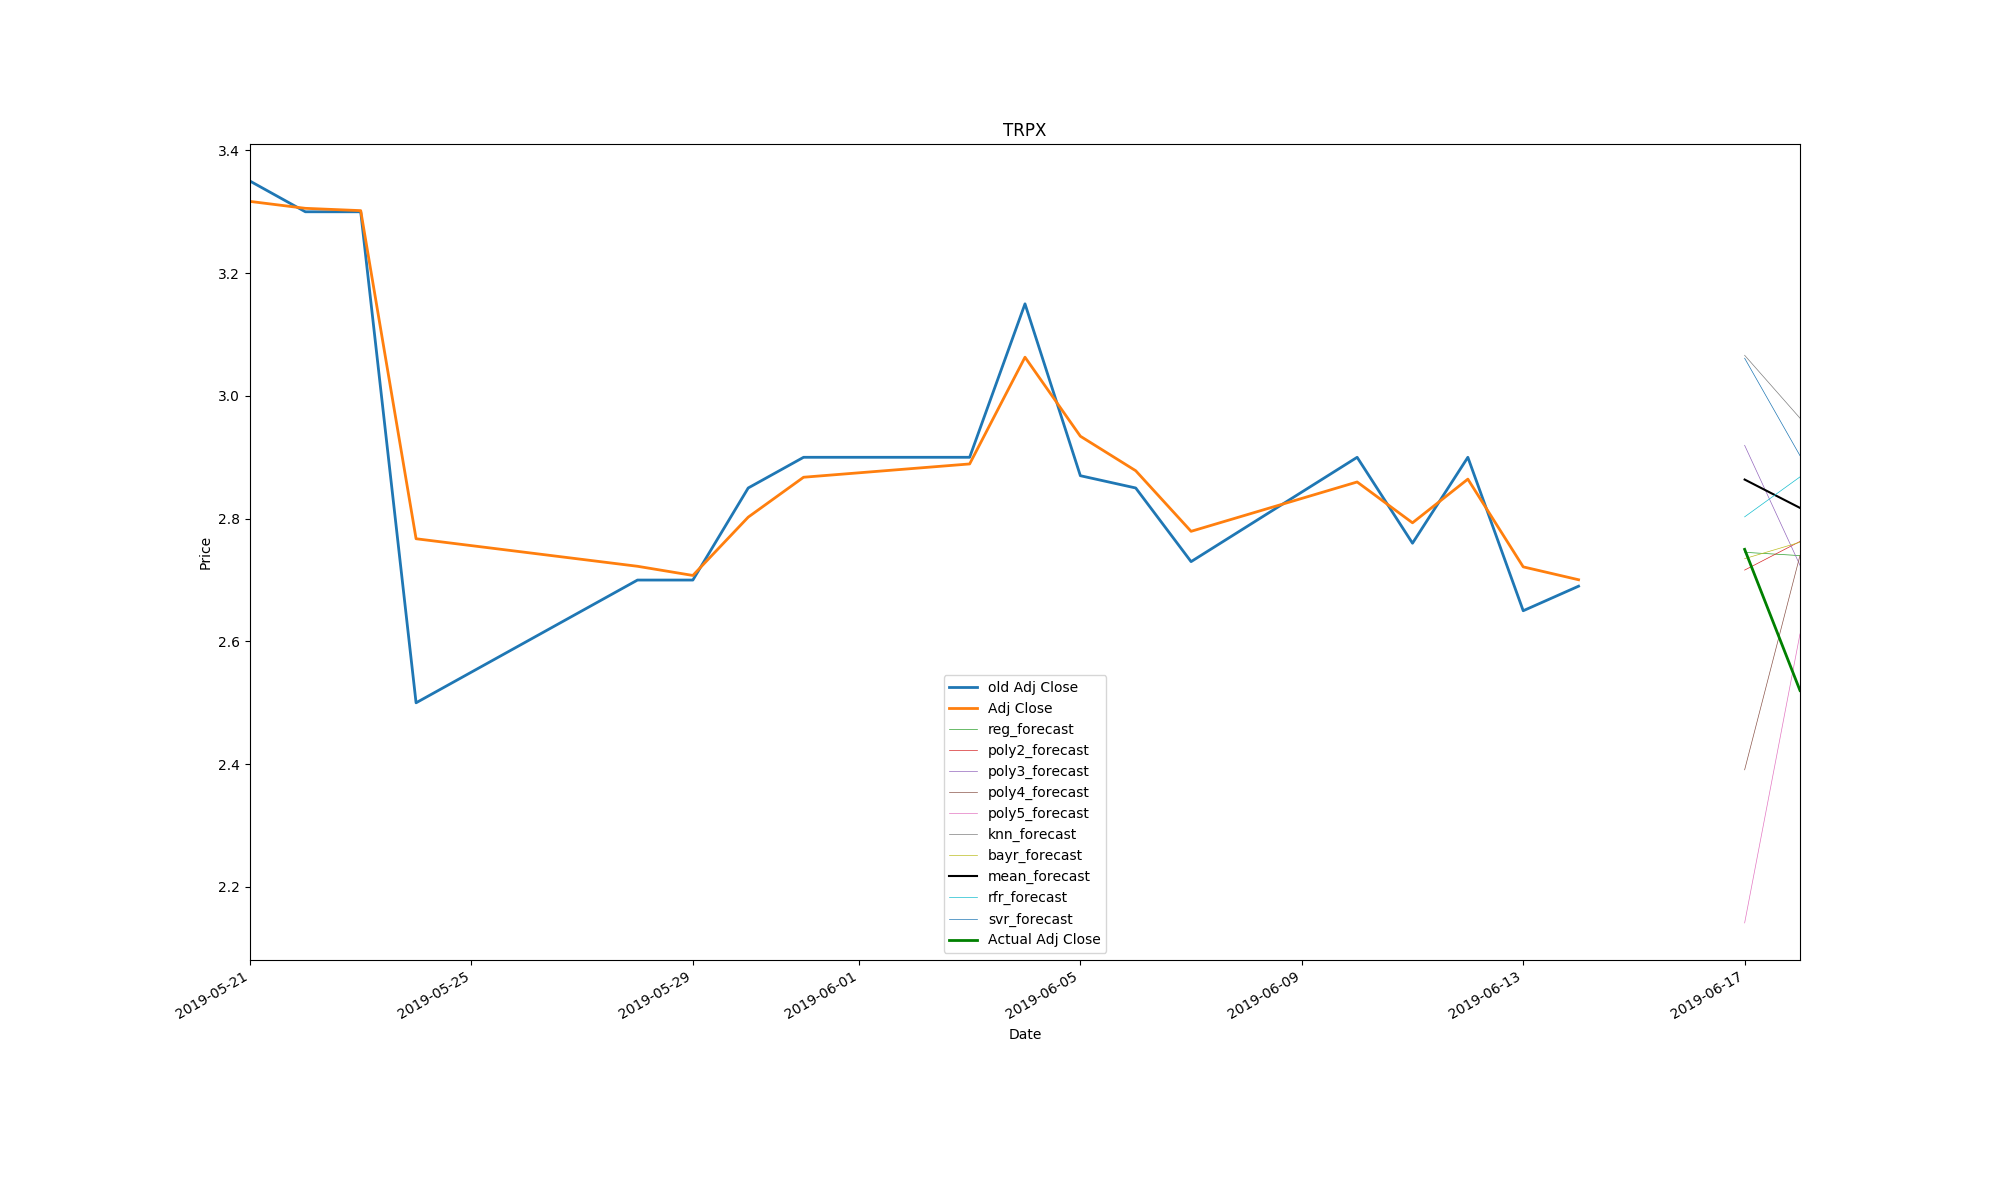 TRPX
3.4
3.2
3.0
2.8
2.6
2.4
2.2
Price
old Adj Close
Adj Close
reg_forecast
poly2_forecast
poly3_forecast
poly4_forecast
poly5_forecast
knn_forecast
bayr_forecast
mean_forecast
rfr_forecast
svr_forecast
Actual Adj Close
2019-05-21
2019-05-25
2019-05-29
2019-06-01
2019-06-05
2019-06-09
2019-06-13
2019-06-17
Date